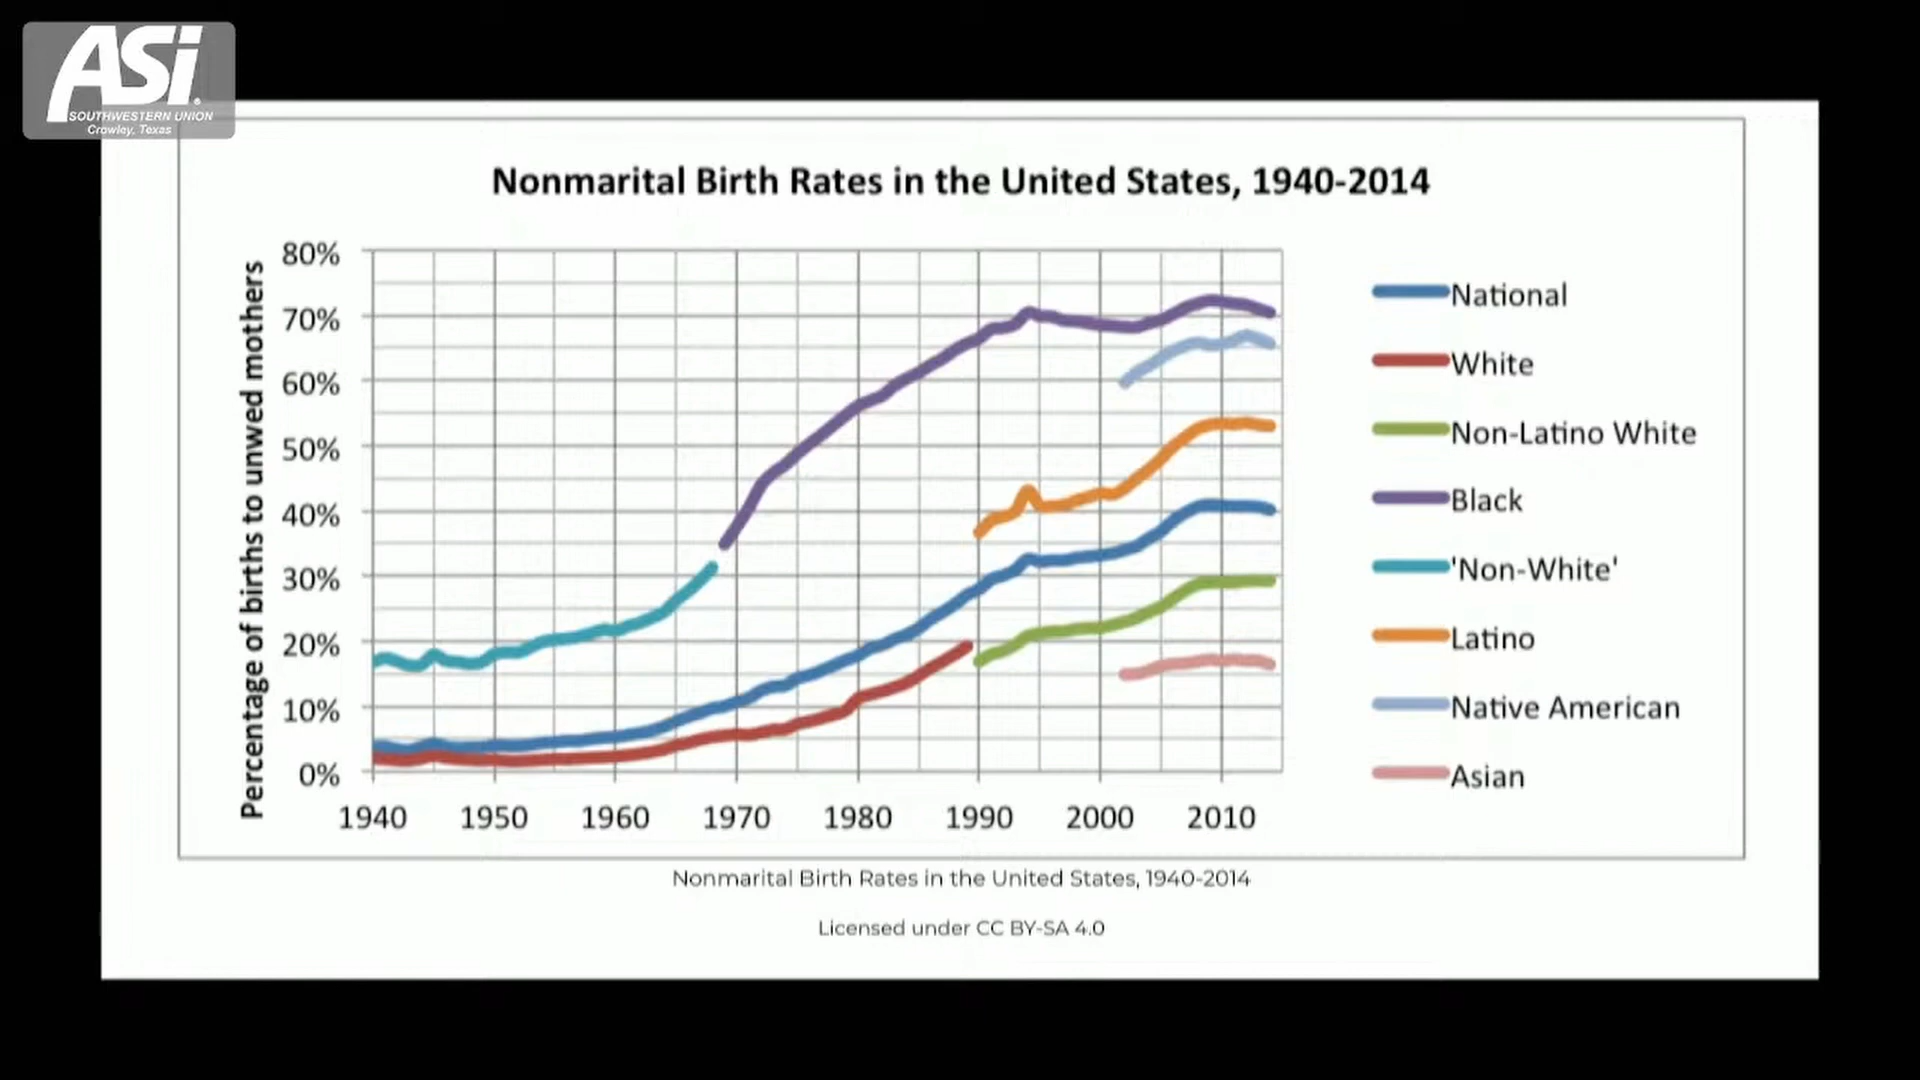 ASi.
SOUTHWESTERN UNION
Crowley, Texas
Nonmarital Birth Rates in the United States, 1940-2014
Percentage of births to unwed mothers
80%
70%
60%
50%
40%
30%
20%
10%
0%
1940 1950 1960 1970 1980 1990 2000 2010
National
White
Non-Latino White
Black
'Non-White'
Latino
Native American
Asian
Nonmarital Birth Rates in the United States, 1940-2014
Licensed under CC BY-SA 4.0